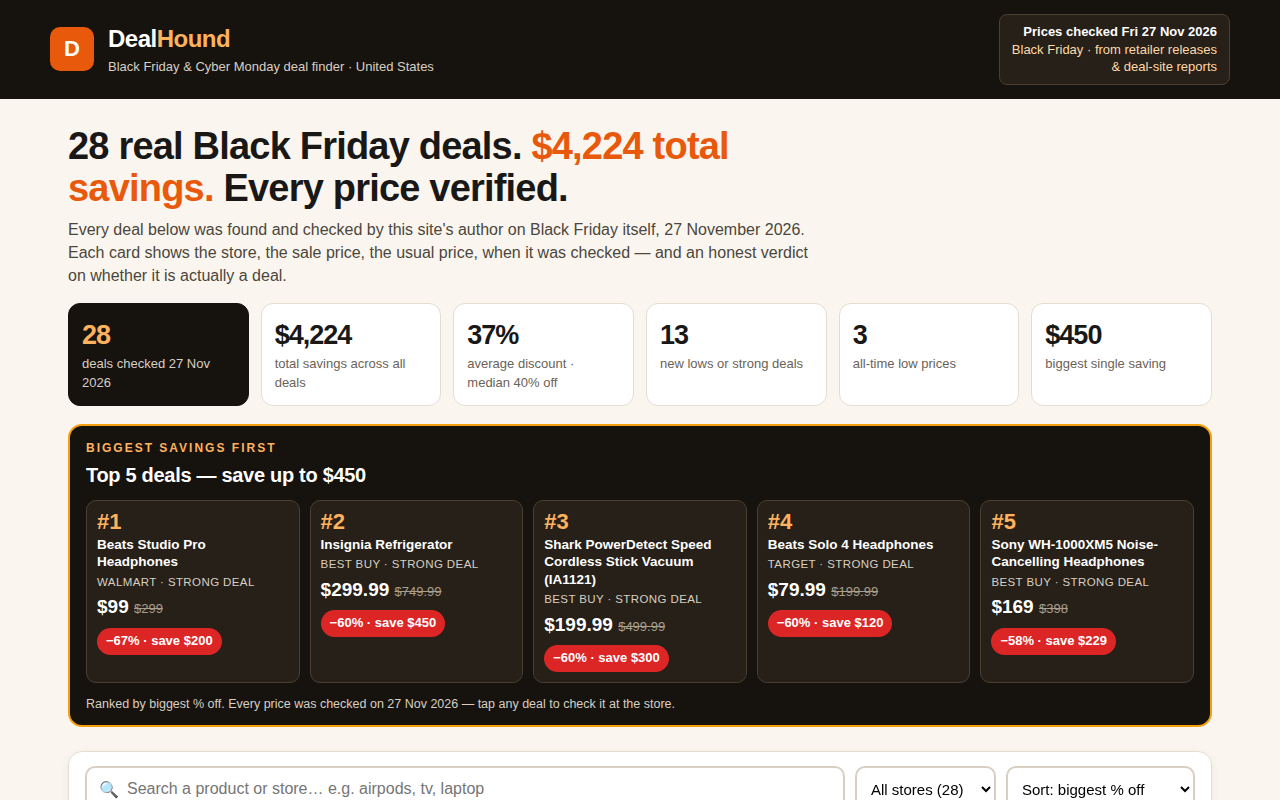 D
DealHound
Black Friday & Cyber Monday deal finder · United States
Prices checked Fri 27 Nov 2026
Black Friday · from retailer releases
& deal-site reports
28 real Black Friday deals. $4,224 total
savings. Every price verified.
Every deal below was found and checked by this site's author on Black Friday itself, 27 November 2026.
Each card shows the store, the sale price, the usual price, when it was checked — and an honest verdict
on whether it is actually a deal.
28
deals checked 27 Nov
2026
$4,224
total savings across all
deals
37%
average discount ·
median 40% off
13
new lows or strong deals
3
all-time low prices
$450
biggest single saving
BIGGEST SAVINGS FIRST
Top 5 deals — save up to $450
#1
Beats Studio Pro
Headphones
WALMART · STRONG DEAL
$99 $299
−67% · save $200
#2
Insignia Refrigerator
BEST BUY · STRONG DEAL
$299.99 $749.99
−60% · save $450
#3
Shark PowerDetect Speed
Cordless Stick Vacuum
(IA1121)
BEST BUY · STRONG DEAL
$199.99 $499.99
−60% · save $300
#4
Beats Solo 4 Headphones
TARGET · STRONG DEAL
$79.99 $199.99
−60% · save $120
#5
Sony WH-1000XM5 Noise-
Cancelling Headphones
BEST BUY · STRONG DEAL
$169 $398
−58% · save $229
Ranked by biggest % off. Every price was checked on 27 Nov 2026 — tap any deal to check it at the store.
🔍 Search a product or store… e.g. airpods, tv, laptop
All stores (28)
Sort: biggest % off